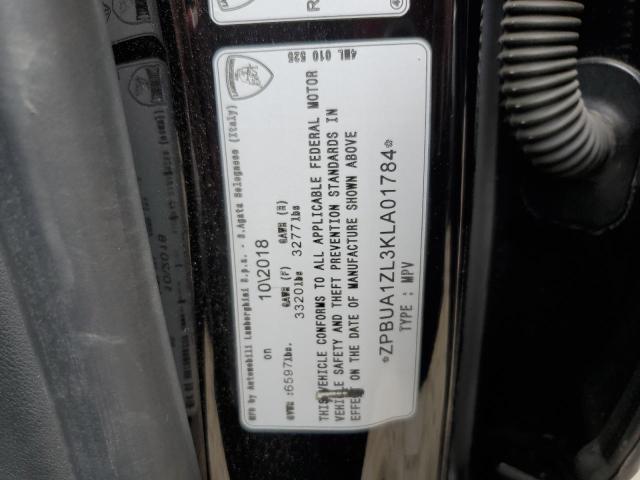 4ML 010 525
Mfd by Automobili Lamborghini S.p.a. - S.Agata Bolognese (Italy)
on 10\2018
GAWR (F) GAWR (R)
GVWR :6597lbs. 3320lbs 3277lbs
THIS VEHICLE CONFORMS TO ALL APPLICABLE FEDERAL MOTOR
VEHICLE SAFETY AND THEFT PREVENTION STANDARDS IN
EFFECT ON THE DATE OF MANUFACTURE SHOWN ABOVE
*ZPBUA1ZL3KLA01784*
TYPE : MPV